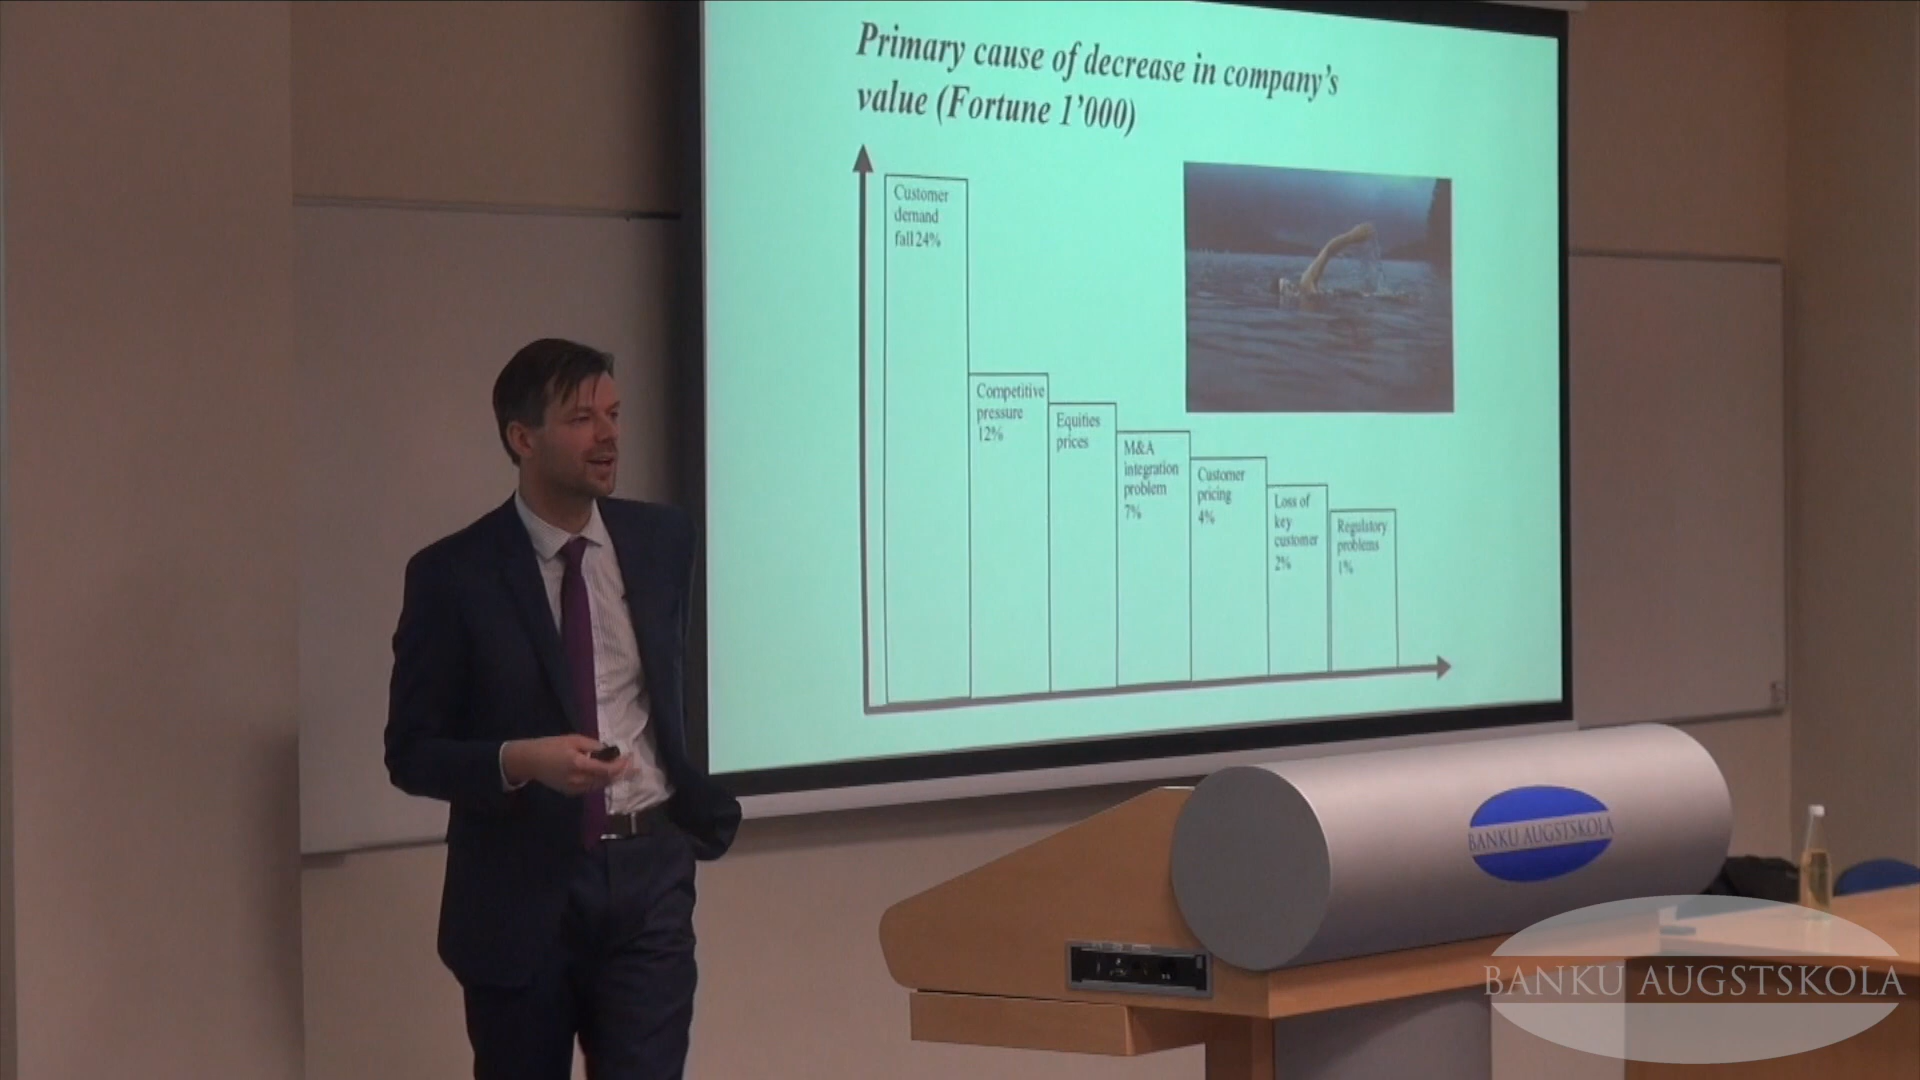 Primary cause of decrease in company's
value (Fortune 1'000)
Customer
demand
fall 24%
Competitive
pressure
12%
Equities
prices
M&A
integration
problem
7%
Customer
pricing
4%
Loss of
key
customer
2%
Regulatory
problems
1%
BANKU AUGSTSKOLA
BANKU AUGSTSKOLA